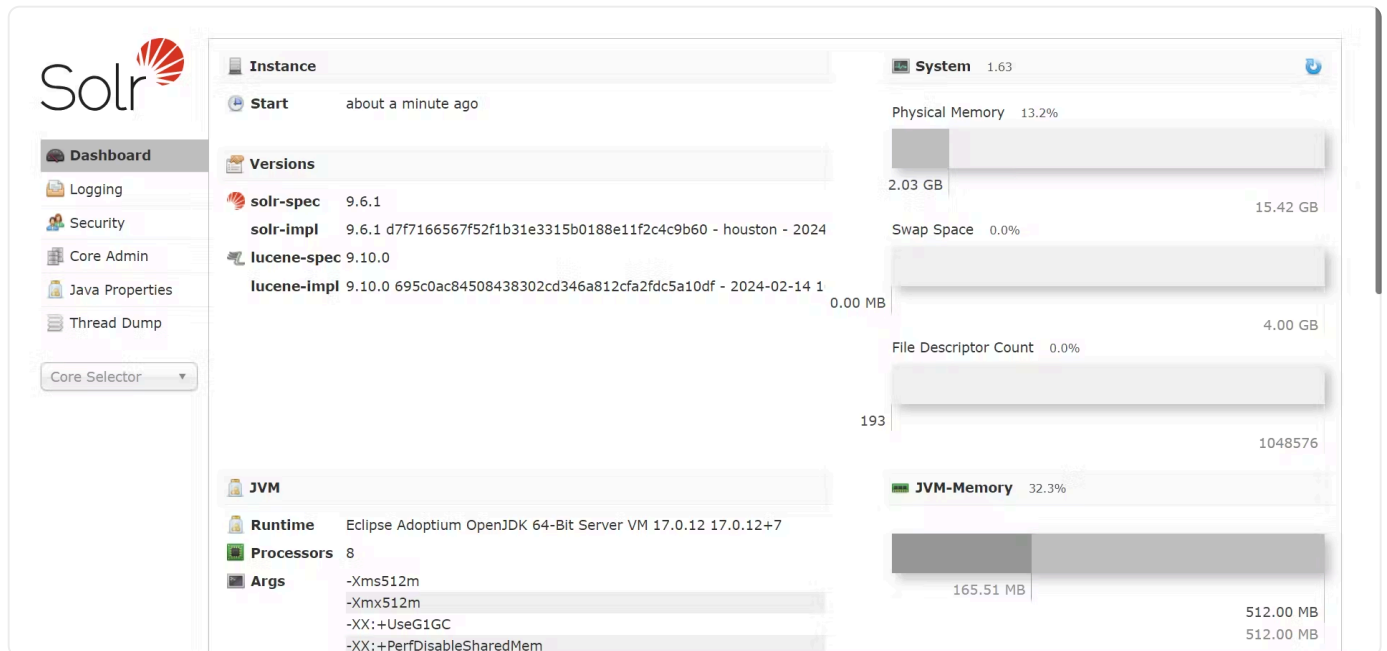 Solr
Dashboard
Logging
Security
Core Admin
Java Properties
Thread Dump
Core Selector
Instance
Start about a minute ago
Versions
solr-spec 9.6.1
solr-impl 9.6.1 d7f7166567f52f1b31e3315b0188e11f2c4c9b60 - houston - 2024
lucene-spec 9.10.0
lucene-impl 9.10.0 695c0ac84508438302cd346a812cfa2fdc5a10df - 2024-02-14 1
JVM
Runtime Eclipse Adoptium OpenJDK 64-Bit Server VM 17.0.12 17.0.12+7
Processors 8
Args -Xms512m
-Xmx512m
-XX:+UseG1GC
-XX:+PerfDisableSharedMem
System 1.63
Physical Memory 13.2%
2.03 GB
15.42 GB
Swap Space 0.0%
0.00 MB
4.00 GB
File Descriptor Count 0.0%
193
1048576
JVM-Memory 32.3%
165.51 MB
512.00 MB
512.00 MB